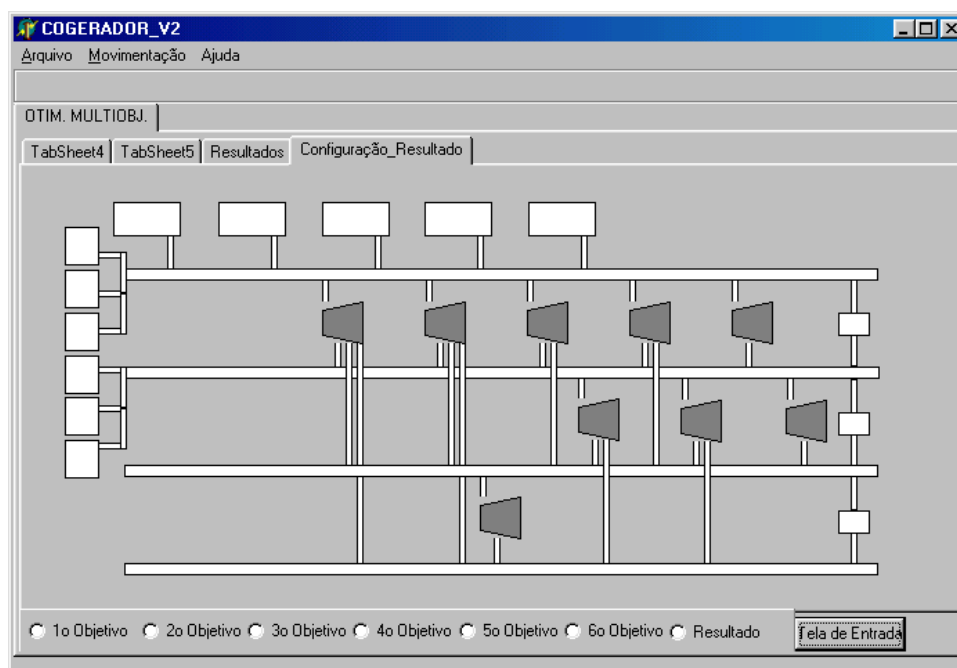 COGERADOR_V2
Arquivo Movimentação Ajuda
OTIM. MULTIOBJ.
TabSheet4 TabSheet5 Resultados Configuração_Resultado
1o Objetivo 2o Objetivo 3o Objetivo 4o Objetivo 5o Objetivo 6o Objetivo Resultado Tela de Entrada